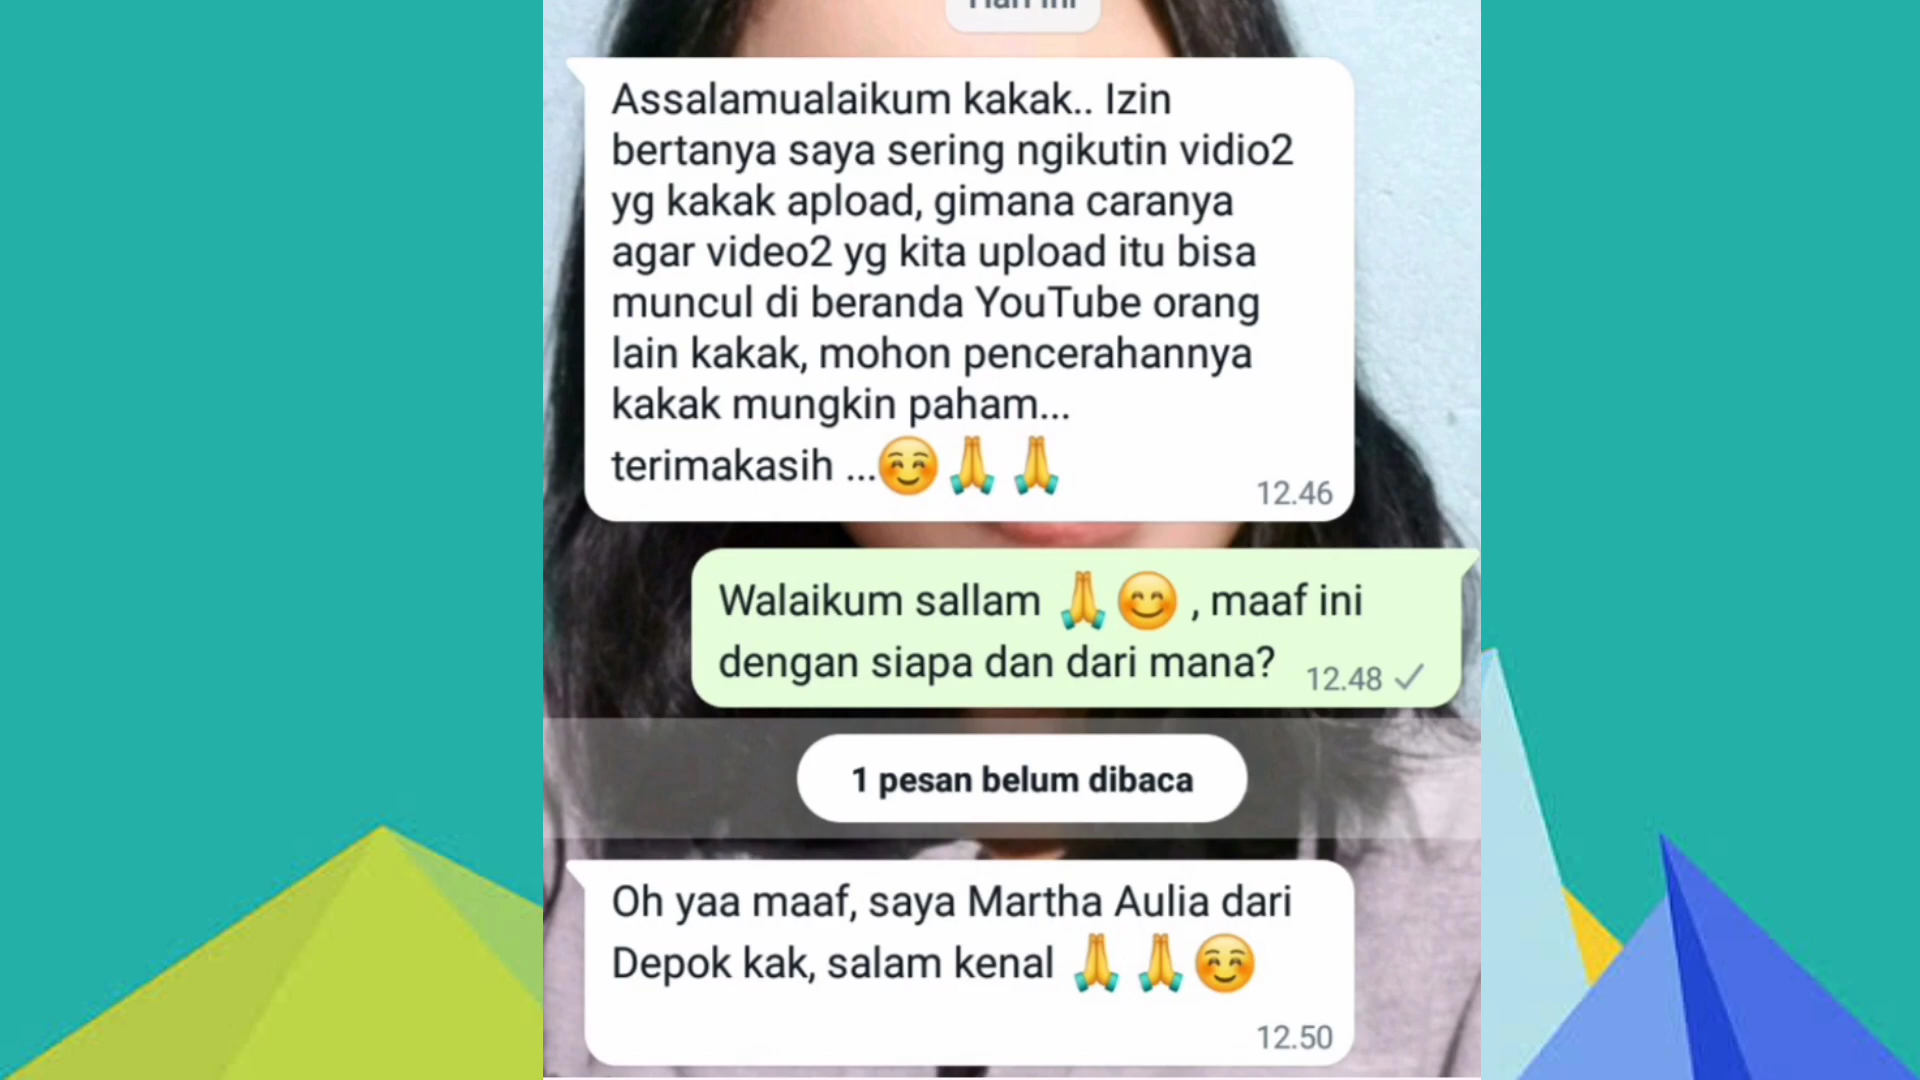 Hari ini
Assalamualaikum kakak.. Izin
bertanya saya sering ngikutin vidio2
yg kakak apload, gimana caranya
agar video2 yg kita upload itu bisa
muncul di beranda YouTube orang
lain kakak, mohon pencerahannya
kakak mungkin paham...
terimakasih ...☺️🙏🙏
12.46
Walaikum sallam 🙏😊 , maaf ini
dengan siapa dan dari mana?
12.48
1 pesan belum dibaca
Oh yaa maaf, saya Martha Aulia dari
Depok kak, salam kenal 🙏🙏☺️
12.50